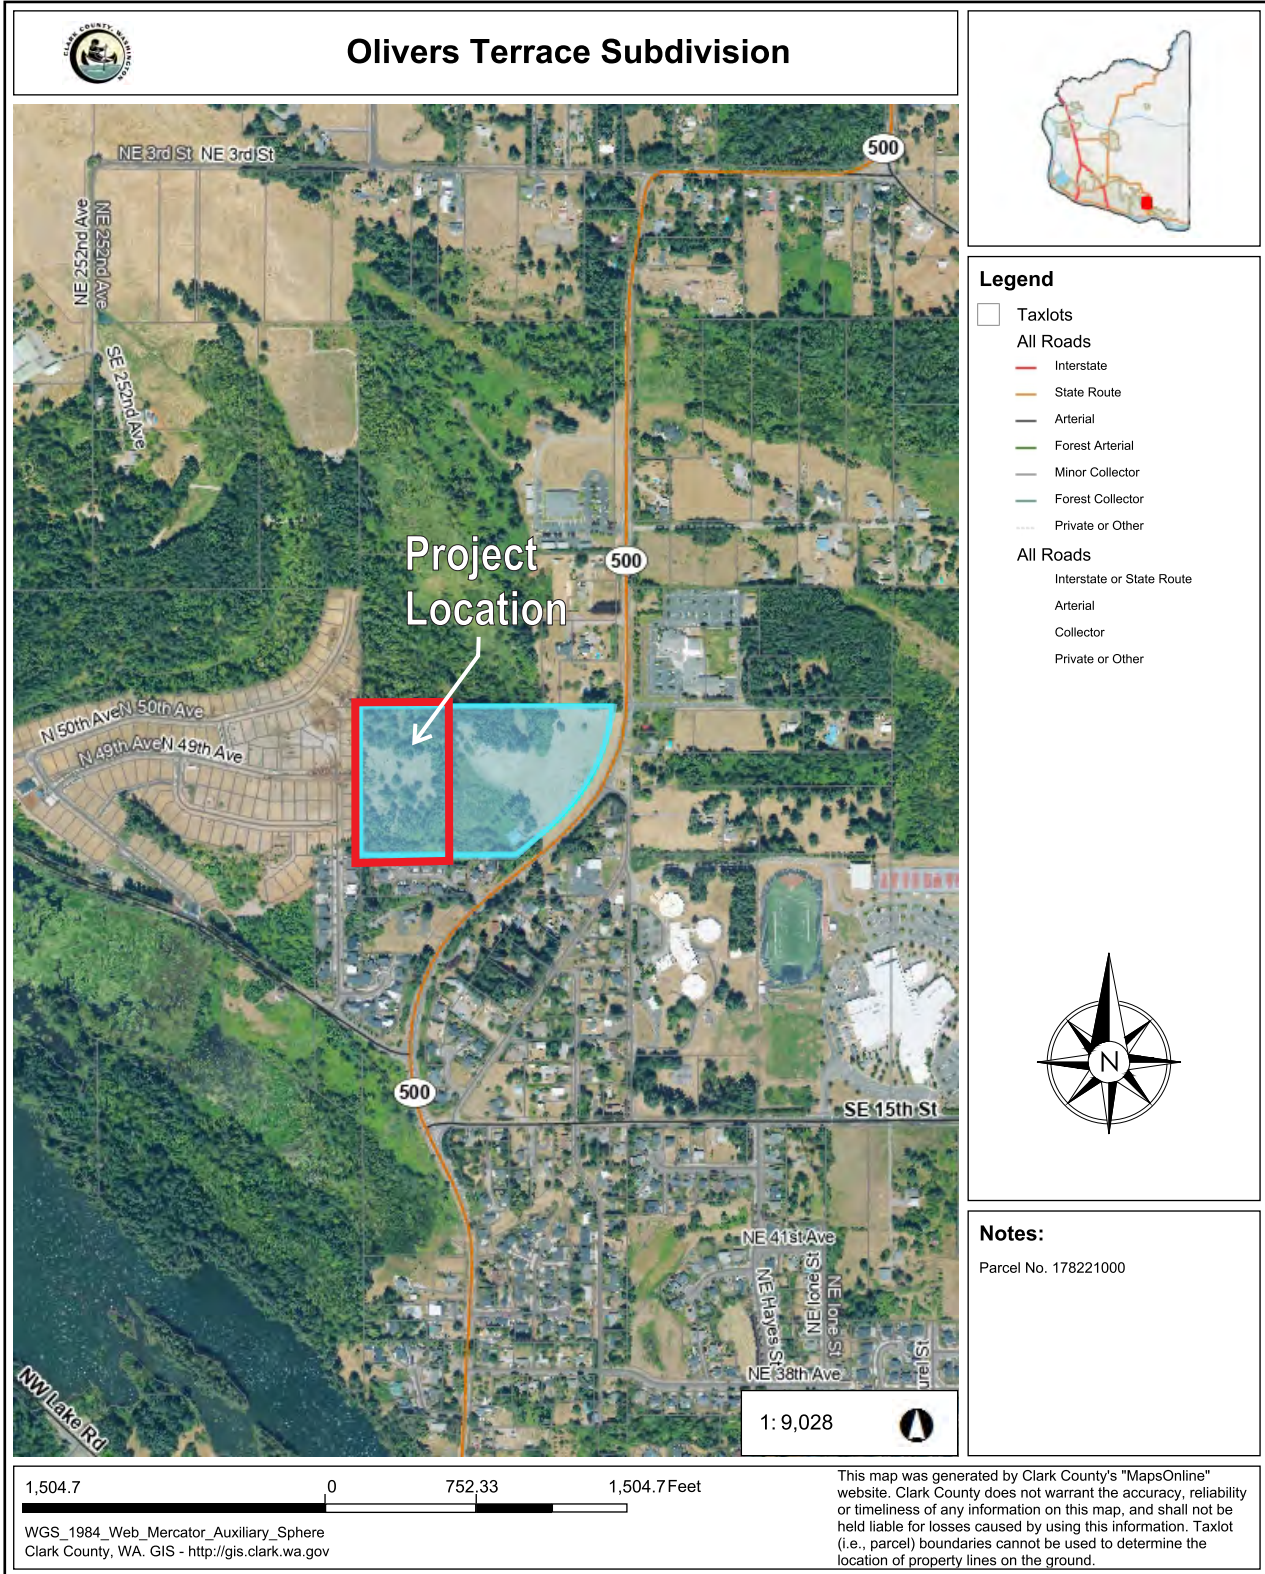 CLARK COUNTY, WASHINGTON
Olivers Terrace Subdivision
NE 3rd St NE 3rd St
500
NE 252nd Ave
NE 252nd Ave
SE 252nd Ave
Project
Location
500
N 50th Ave N 50th Ave
N 49th Ave N 49th Ave
500
SE 15th St
NE 41st Ave
NE Hayes St
NE Ione St
NE Ione St
NE 38th Ave
urel St
NW Lake Rd
1: 9,028
Legend
Taxlots
All Roads
Interstate
State Route
Arterial
Forest Arterial
Minor Collector
Forest Collector
Private or Other
All Roads
Interstate or State Route
Arterial
Collector
Private or Other
N
Notes:
Parcel No. 178221000
1,504.7 0 752.33 1,504.7 Feet
WGS_1984_Web_Mercator_Auxiliary_Sphere
Clark County, WA. GIS - http://gis.clark.wa.gov
This map was generated by Clark County's "MapsOnline"
website. Clark County does not warrant the accuracy, reliability
or timeliness of any information on this map, and shall not be
held liable for losses caused by using this information. Taxlot
(i.e., parcel) boundaries cannot be used to determine the
location of property lines on the ground.